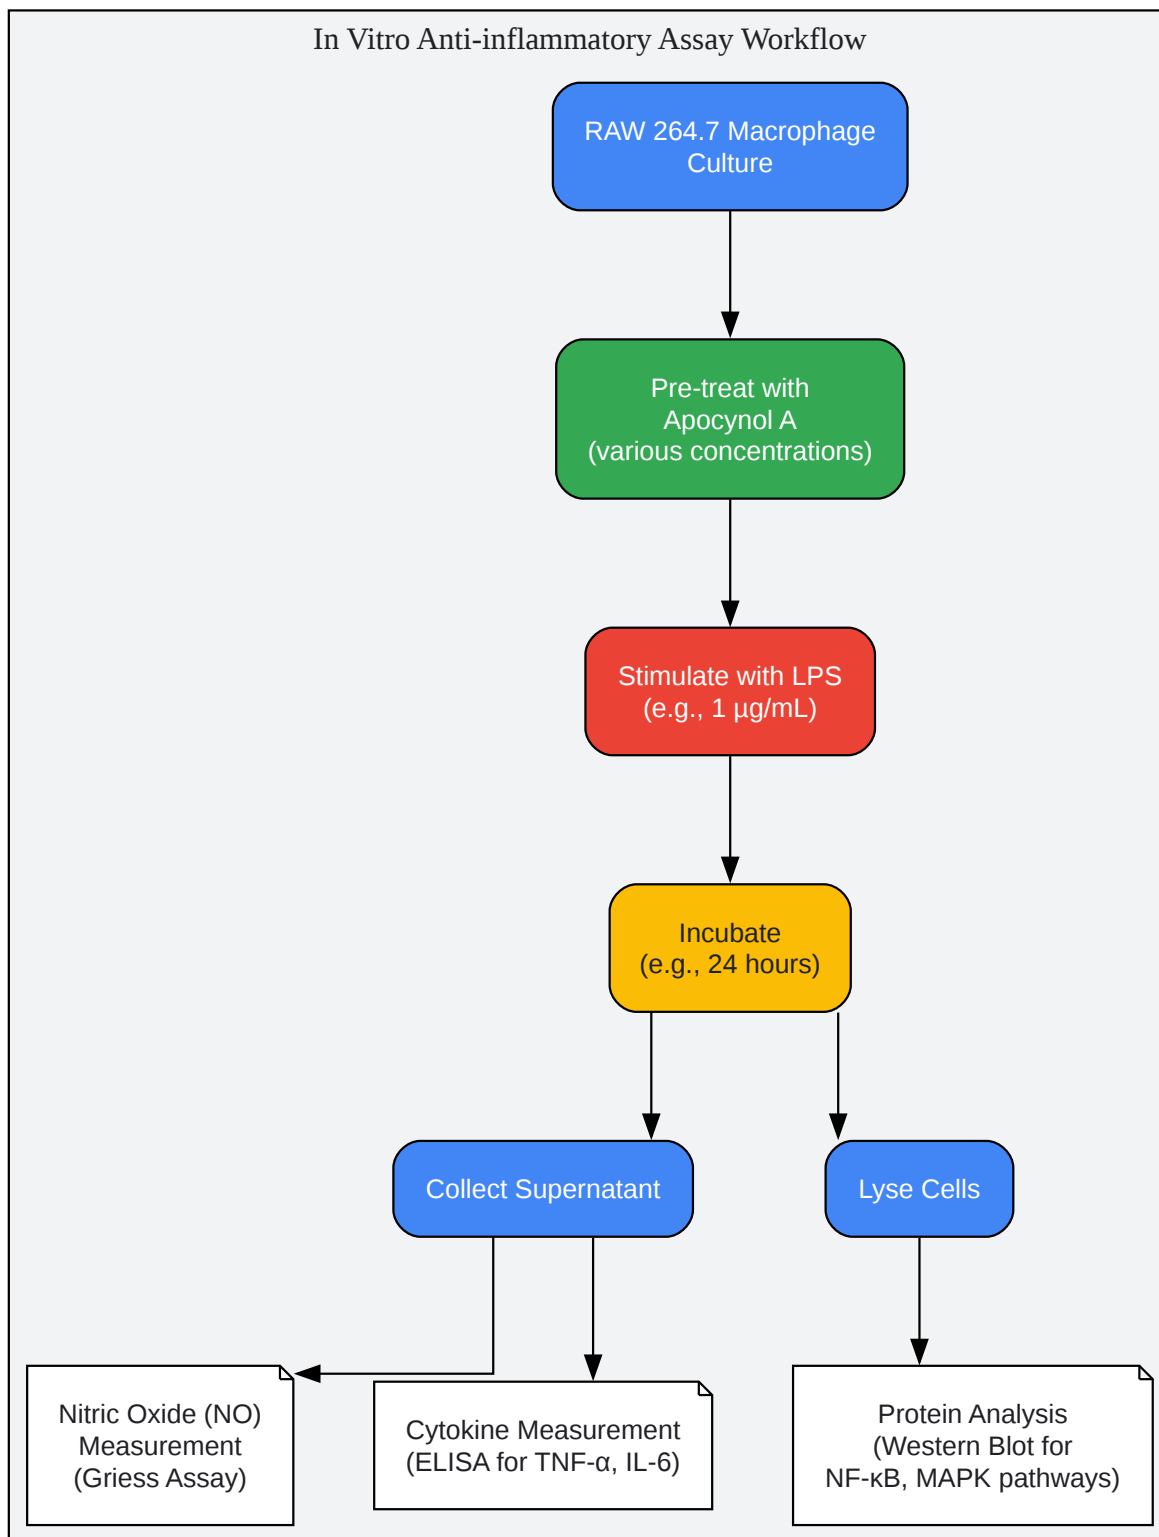 In Vitro Anti-inflammatory Assay Workflow
RAW 264.7 Macrophage
Culture
Pre-treat with
Apocynol A
(various concentrations)
Stimulate with LPS
(e.g., 1 µg/mL)
Incubate
(e.g., 24 hours)
Collect Supernatant
Lyse Cells
Nitric Oxide (NO)
Measurement
(Griess Assay)
Cytokine Measurement
(ELISA for TNF-α, IL-6)
Protein Analysis
(Western Blot for
NF-κB, MAPK pathways)